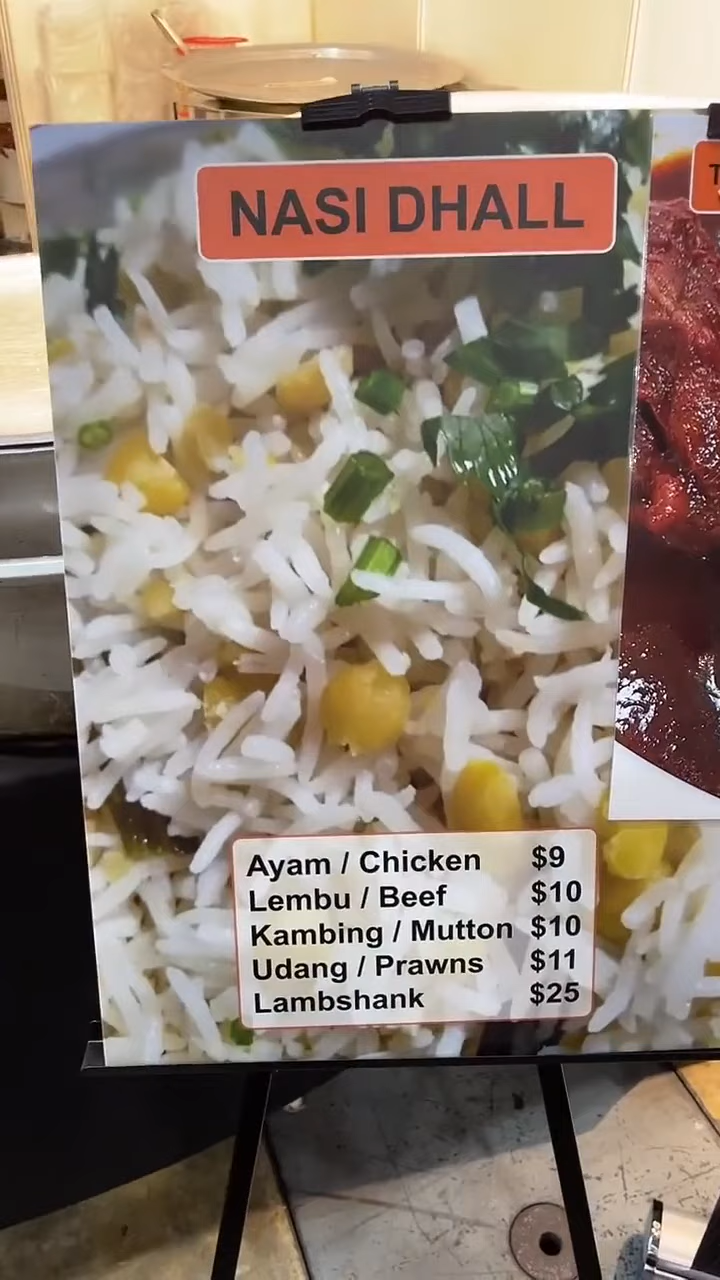 NASI DHALL
Ayam / Chicken $9
Lembu / Beef $10
Kambing / Mutton $10
Udang / Prawns $11
Lambshank $25